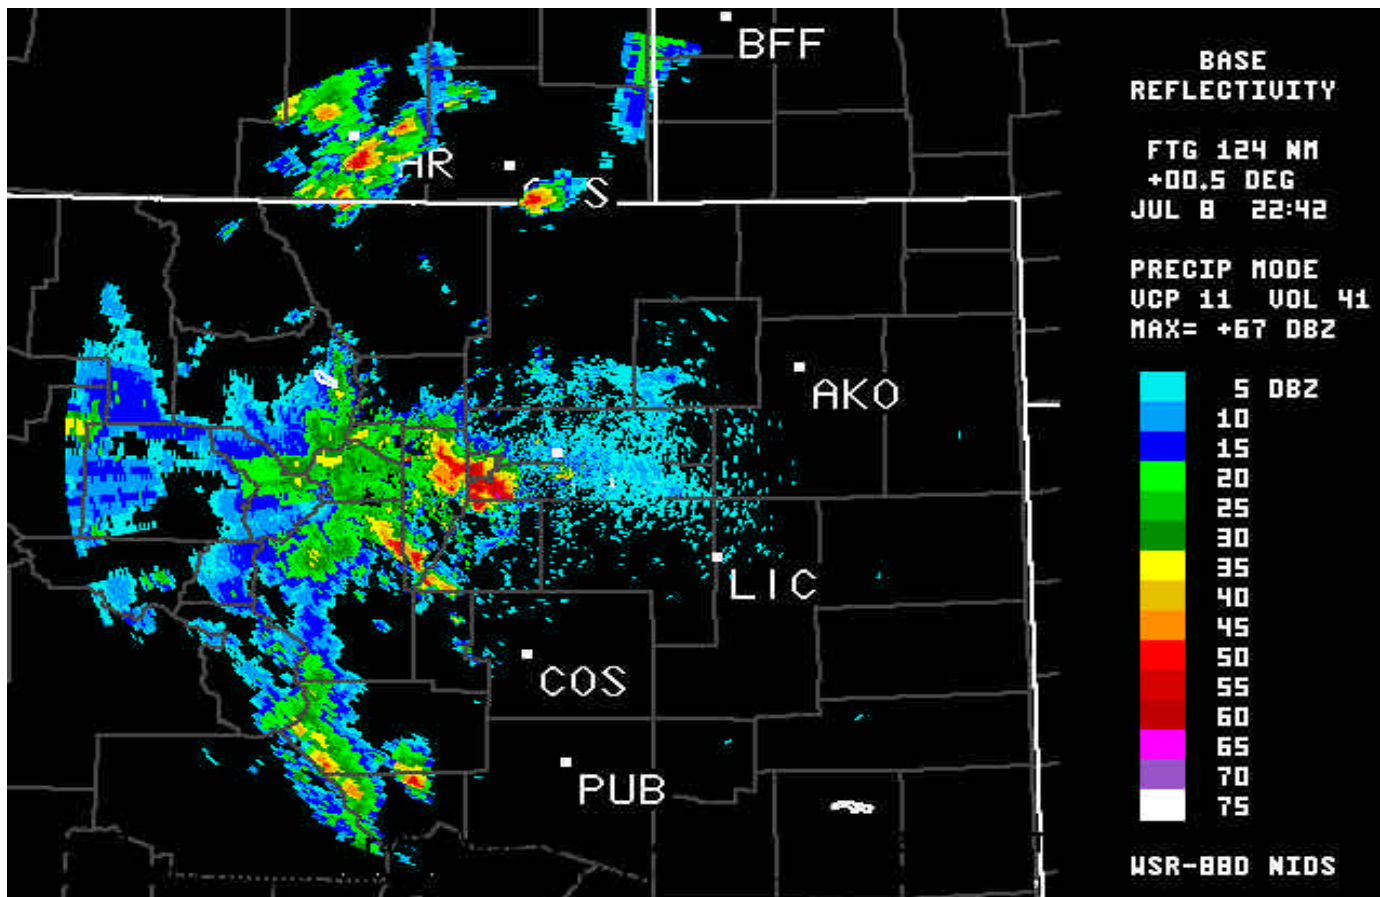 BFF
AR
S
AKO
LIC
COS
PUB
BASE
REFLECTIVITY
FTG 124 NM
+00.5 DEG
JUL 8 22:42
PRECIP MODE
VCP 11 VOL 41
MAX= +67 DBZ
5 DBZ
10
15
20
25
30
35
40
45
50
55
60
65
70
75
WSR-88D NIDS